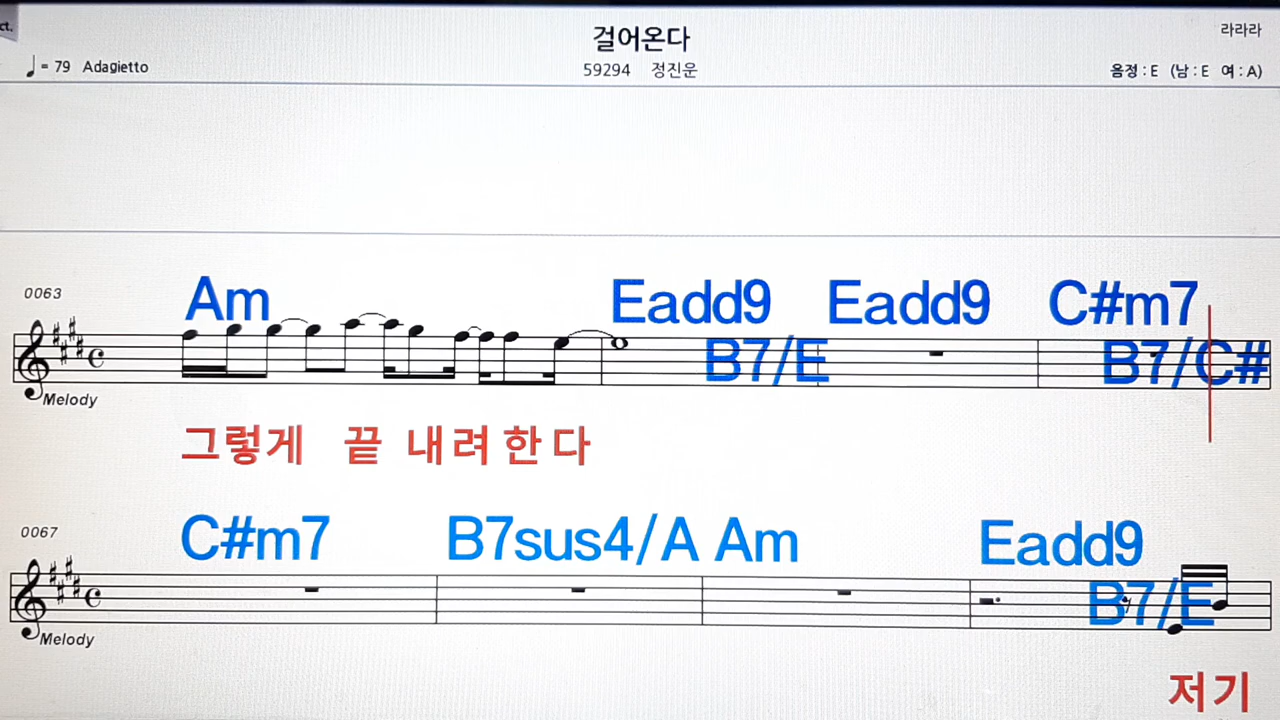 ct.
걸어온다
라라라
= 79 Adagietto
59294 정진운
음정 : E (남 : E 여 : A)
0063
Am Eadd9 Eadd9 C#m7
B7/E B7/C#
Melody
그렇게 끝 내려한다
0067
C#m7 B7sus4/A Am Eadd9
B7/E
Melody
저기